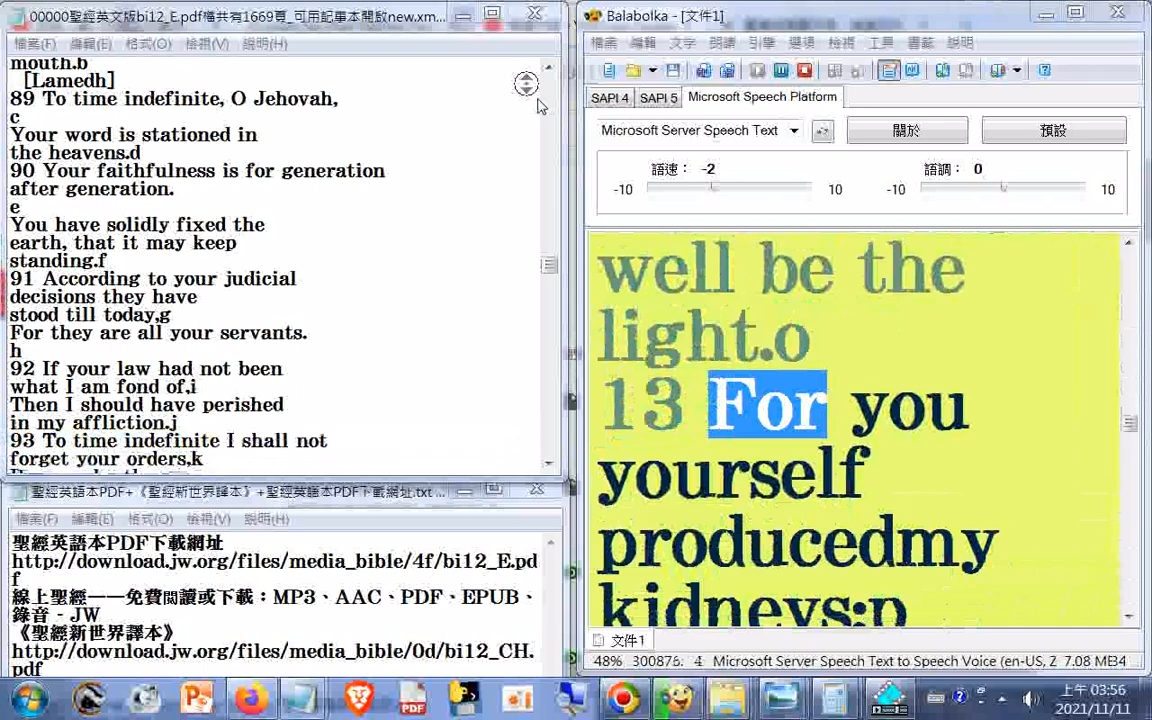 00000聖經英文版bi12_E.pdf檔共有1669頁_可用記事本開啟new.xm...
檔案(F) 編輯(E) 格式(O) 檢視(V) 說明(H)
mouth.b
[Lamedh]
89 To time indefinite, O Jehovah,
c
Your word is stationed in
the heavens.d
90 Your faithfulness is for generation
after generation.
e
You have solidly fixed the
earth, that it may keep
standing.f
91 According to your judicial
decisions they have
stood till today,g
For they are all your servants.
h
92 If your law had not been
what I am fond of,i
Then I should have perished
in my affliction.j
93 To time indefinite I shall not
forget your orders,k
聖經英語本PDF+《聖經新世界譯本》+聖經英語本PDF下載網址.txt ...
檔案(F) 編輯(E) 格式(O) 檢視(V) 說明(H)
聖經英語本PDF下載網址
http://download.jw.org/files/media_bible/4f/bi12_E.pd
f
線上聖經——免費閱讀或下載：MP3、AAC、PDF、EPUB、
錄音 - JW
《聖經新世界譯本》
http://download.jw.org/files/media_bible/0d/bi12_CH.
pdf
Balabolka - [文件1]
檔案 編輯 文字 朗讀 引擎 選項 檢視 工具 書籤 說明
SAPI 4 SAPI 5 Microsoft Speech Platform
Microsoft Server Speech Text 關於 預設
語速： -2 語調： 0
-10 10 -10 10
well be the
light.o
13 For you
yourself
producedmy
kidneys;p
文件1
48% 300876: 4 Microsoft Server Speech Text to Speech Voice (en-US, Z 7.08 MB
上午 03:56
2021/11/11